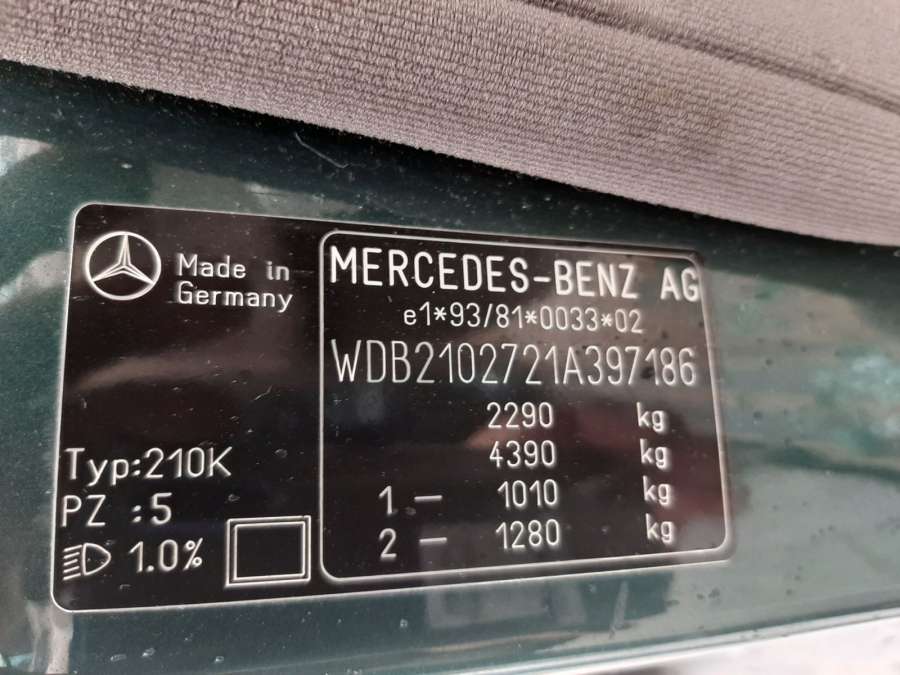 Made in
Germany
MERCEDES-BENZ AG
e1*93/81*0033*02
WDB2102721A397186
2290 kg
4390 kg
1 — 1010 kg
2 — 1280 kg
Typ:210K
PZ :5
1.0%